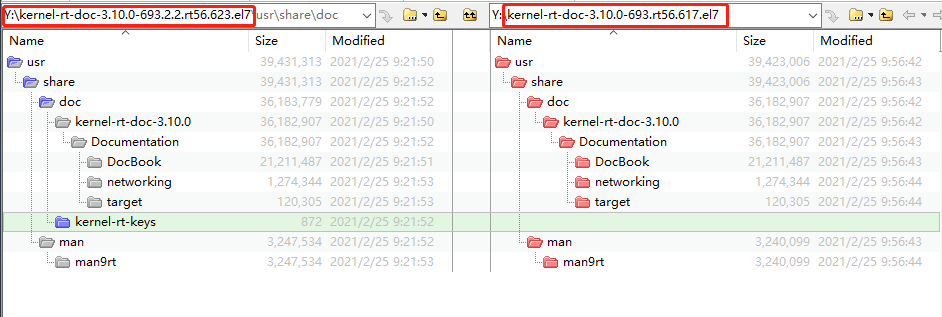 Y:\kernel-rt-doc-3.10.0-693.2.2.rt56.623.el7\usr\share\doc Y:\kernel-rt-doc-3.10.0-693.rt56.617.el7
Name Size Modified Name Size Modified
usr 39,431,313 2021/2/25 9:21:50 usr 39,423,006 2021/2/25 9:56:42
share 39,431,313 2021/2/25 9:21:52 share 39,423,006 2021/2/25 9:56:43
doc 36,183,779 2021/2/25 9:21:52 doc 36,182,907 2021/2/25 9:56:42
kernel-rt-doc-3.10.0 36,182,907 2021/2/25 9:21:50 kernel-rt-doc-3.10.0 36,182,907 2021/2/25 9:56:42
Documentation 36,182,907 2021/2/25 9:21:52 Documentation 36,182,907 2021/2/25 9:56:43
DocBook 21,211,487 2021/2/25 9:21:51 DocBook 21,211,487 2021/2/25 9:56:43
networking 1,274,344 2021/2/25 9:21:53 networking 1,274,344 2021/2/25 9:56:44
target 120,305 2021/2/25 9:21:53 target 120,305 2021/2/25 9:56:44
kernel-rt-keys 872 2021/2/25 9:21:52
man 3,247,534 2021/2/25 9:21:52 man 3,240,099 2021/2/25 9:56:43
man9rt 3,247,534 2021/2/25 9:21:53 man9rt 3,240,099 2021/2/25 9:56:44